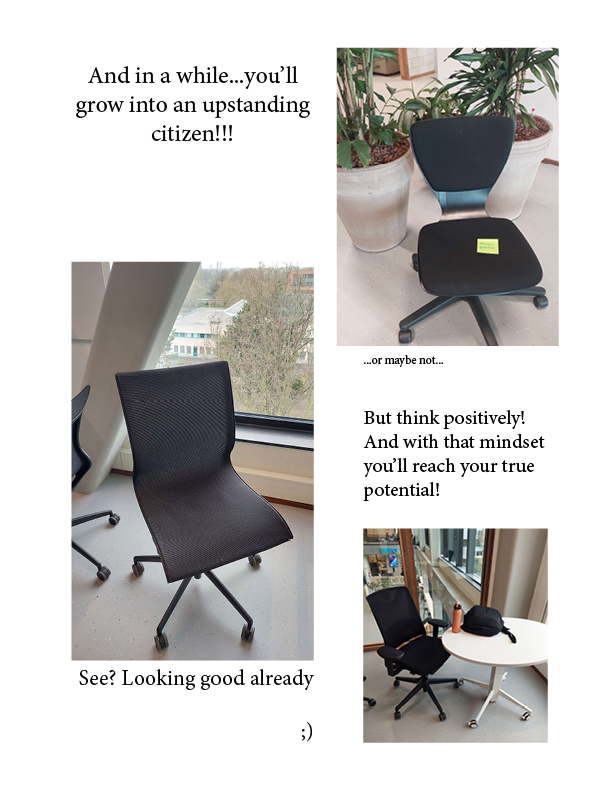 And in a while...you'll
grow into an upstanding
citizen!!!
...or maybe not...
But think positively!
And with that mindset
you'll reach your true
potential!
See? Looking good already
;)